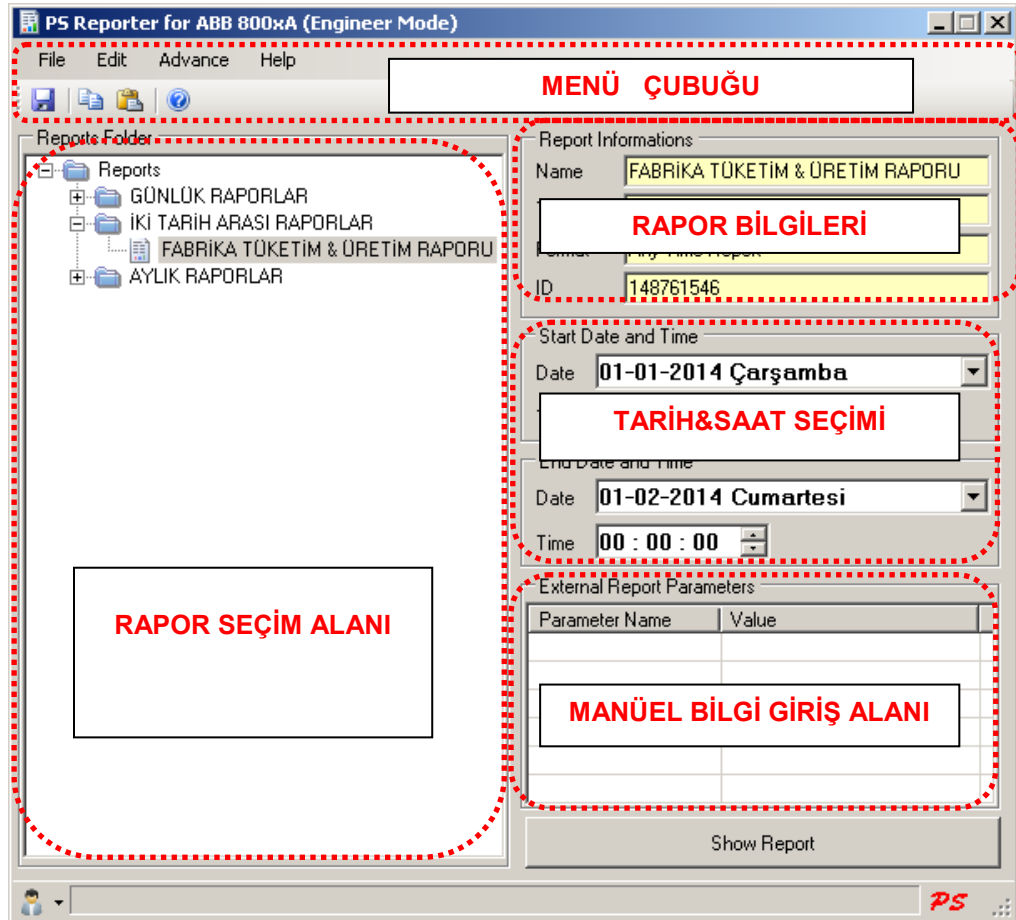 PS Reporter for ABB 800xA (Engineer Mode)
File Edit Advance Help
MENÜ ÇUBUĞU
Reports Folder
Reports
GÜNLÜK RAPORLAR
İKİ TARİH ARASI RAPORLAR
FABRİKA TÜKETİM & ÜRETİM RAPORU
AYLIK RAPORLAR
RAPOR SEÇİM ALANI
Report Informations
Name FABRİKA TÜKETİM & ÜRETİM RAPORU
RAPOR BİLGİLERİ
ID 148761546
Start Date and Time
Date 01-01-2014 Çarşamba
TARİH&SAAT SEÇİMİ
End Date and Time
Date 01-02-2014 Cumartesi
Time 00 : 00 : 00
External Report Parameters
Parameter Name Value
MANÜEL BİLGİ GİRİŞ ALANI
Show Report
PS